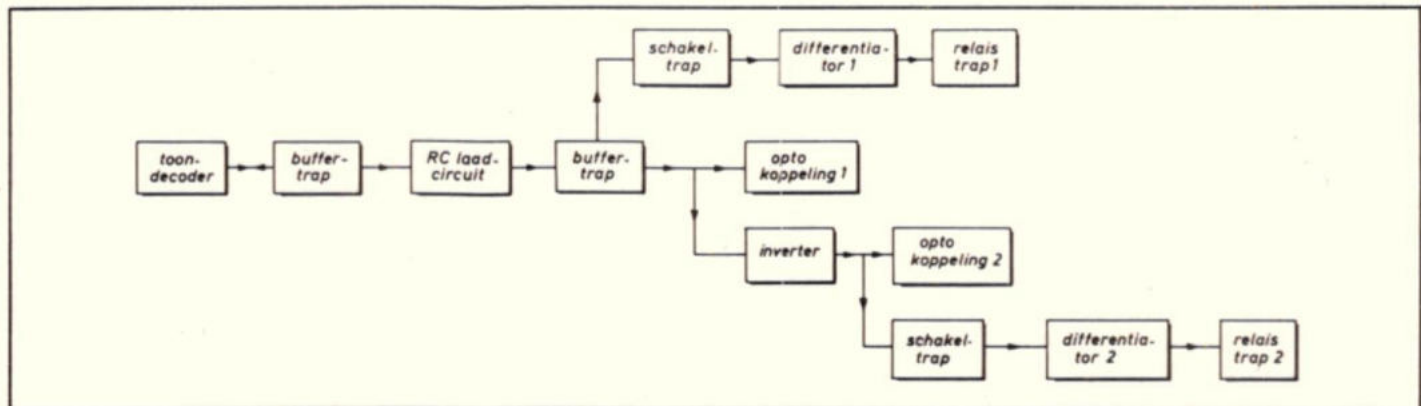 schakel-
trap
differentia-
tor 1
relais
trap 1
toon-
decoder
buffer-
trap
RC laad-
circuit
buffer-
trap
opto
koppeling 1
inverter
opto
koppeling 2
schakel-
trap
differentia-
tor 2
relais
trap 2